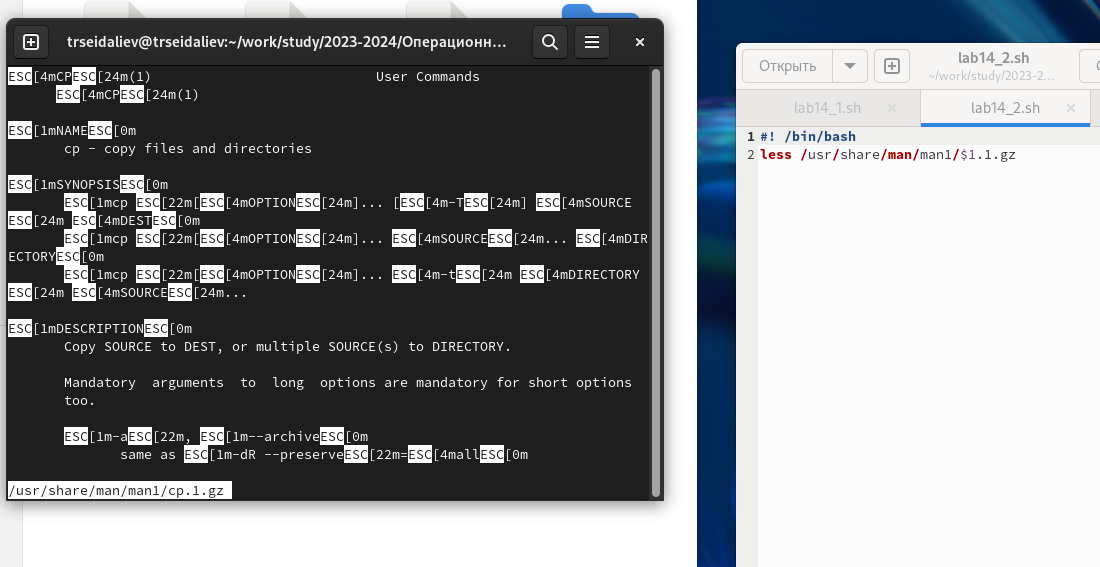 trseidaliev@trseidaliev:~/work/study/2023-2024/Операционн...
ESC[4mCPESC[24m(1) User Commands
ESC[4mCPESC[24m(1)
ESC[1mNAMEESC[0m
cp - copy files and directories
ESC[1mSYNOPSISESC[0m
ESC[1mcp ESC[22m[ESC[4mOPTIONESC[24m]... [ESC[4m-TESC[24m] ESC[4mSOURCE
ESC[24m ESC[4mDESTESC[0m
ESC[1mcp ESC[22m[ESC[4mOPTIONESC[24m]... ESC[4mSOURCEESC[24m... ESC[4mDIR
ECTORYESC[0m
ESC[1mcp ESC[22m[ESC[4mOPTIONESC[24m]... ESC[4m-tESC[24m ESC[4mDIRECTORY
ESC[24m ESC[4mSOURCEESC[24m...
ESC[1mDESCRIPTIONESC[0m
Copy SOURCE to DEST, or multiple SOURCE(s) to DIRECTORY.
Mandatory arguments to long options are mandatory for short options
too.
ESC[1m-aESC[22m, ESC[1m--archiveESC[0m
same as ESC[1m-dR --preserveESC[22m=ESC[4mallESC[0m
/usr/share/man/man1/cp.1.gz
Открыть
lab14_2.sh
~/work/study/2023-2...
lab14_1.sh
lab14_2.sh
1 #! /bin/bash
2 less /usr/share/man/man1/$1.1.gz